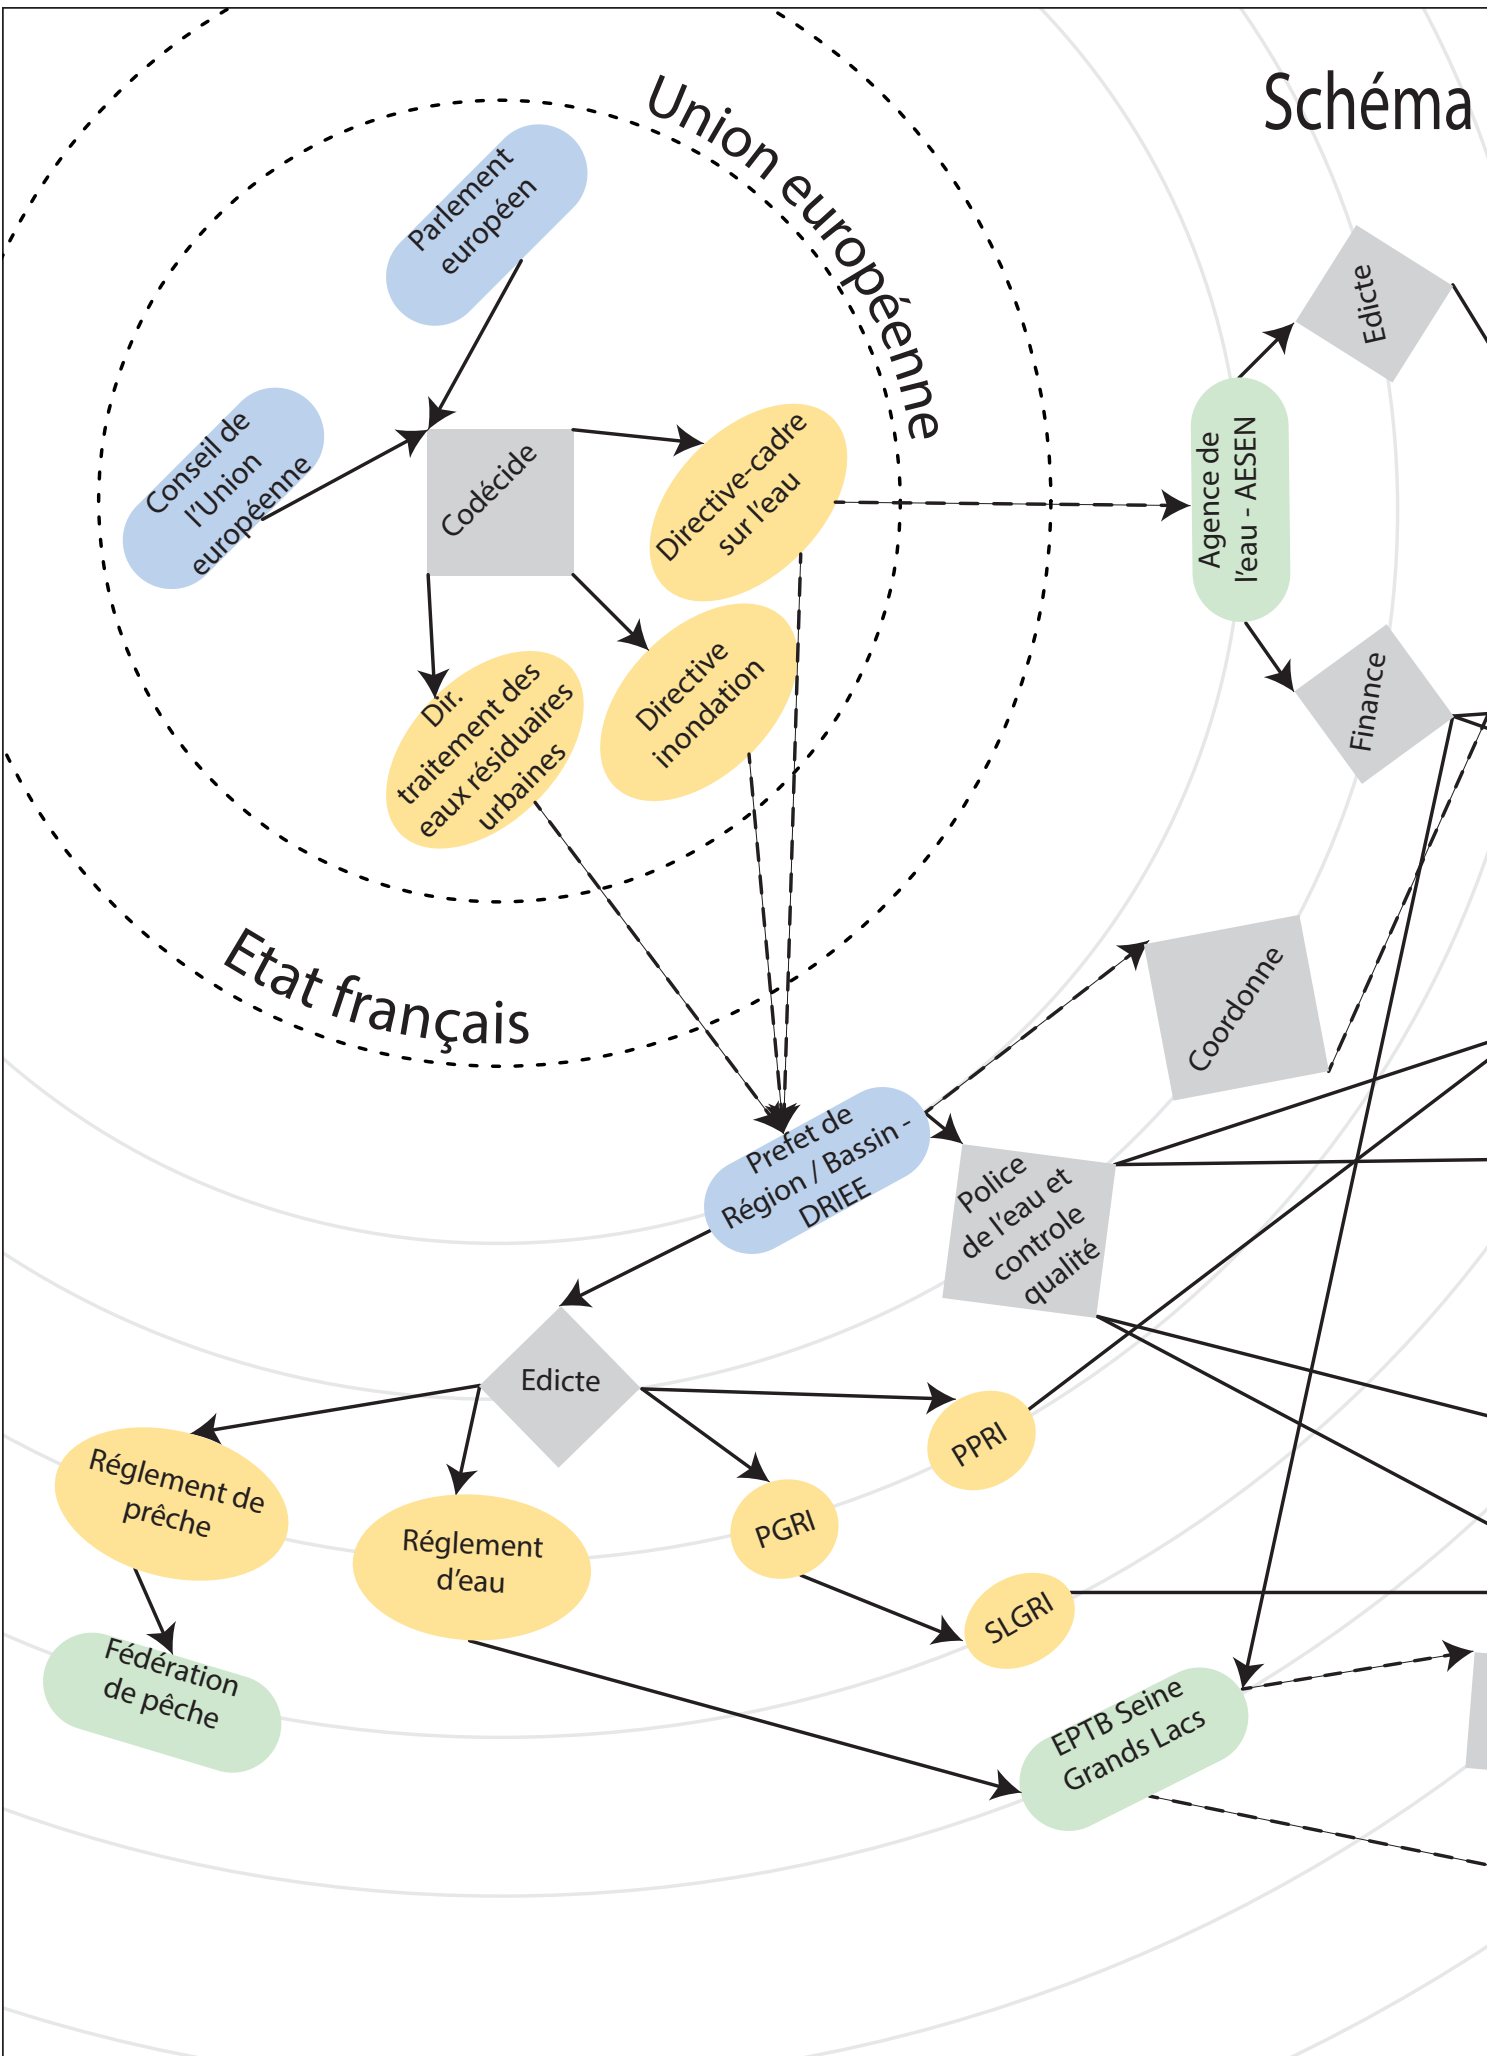 Schéma
Union européenne
Parlement
européen
Edicte
Conseil de
l'Union
européenne
Codécide
Directive-cadre
sur l'eau
Agence de
l'eau - AESEN
Directive
inondation
Dir.
traitement des
eaux résiduaires
urbaines
Finance
Etat français
Coordonne
Prefet de
Région / Bassin -
DRIEE
Police
de l'eau et
controle
qualité
Edicte
PPRI
Réglement de
prêche
PGRI
Réglement
d'eau
SLGRI
Fédération
de pêche
EPTB Seine
Grands Lacs